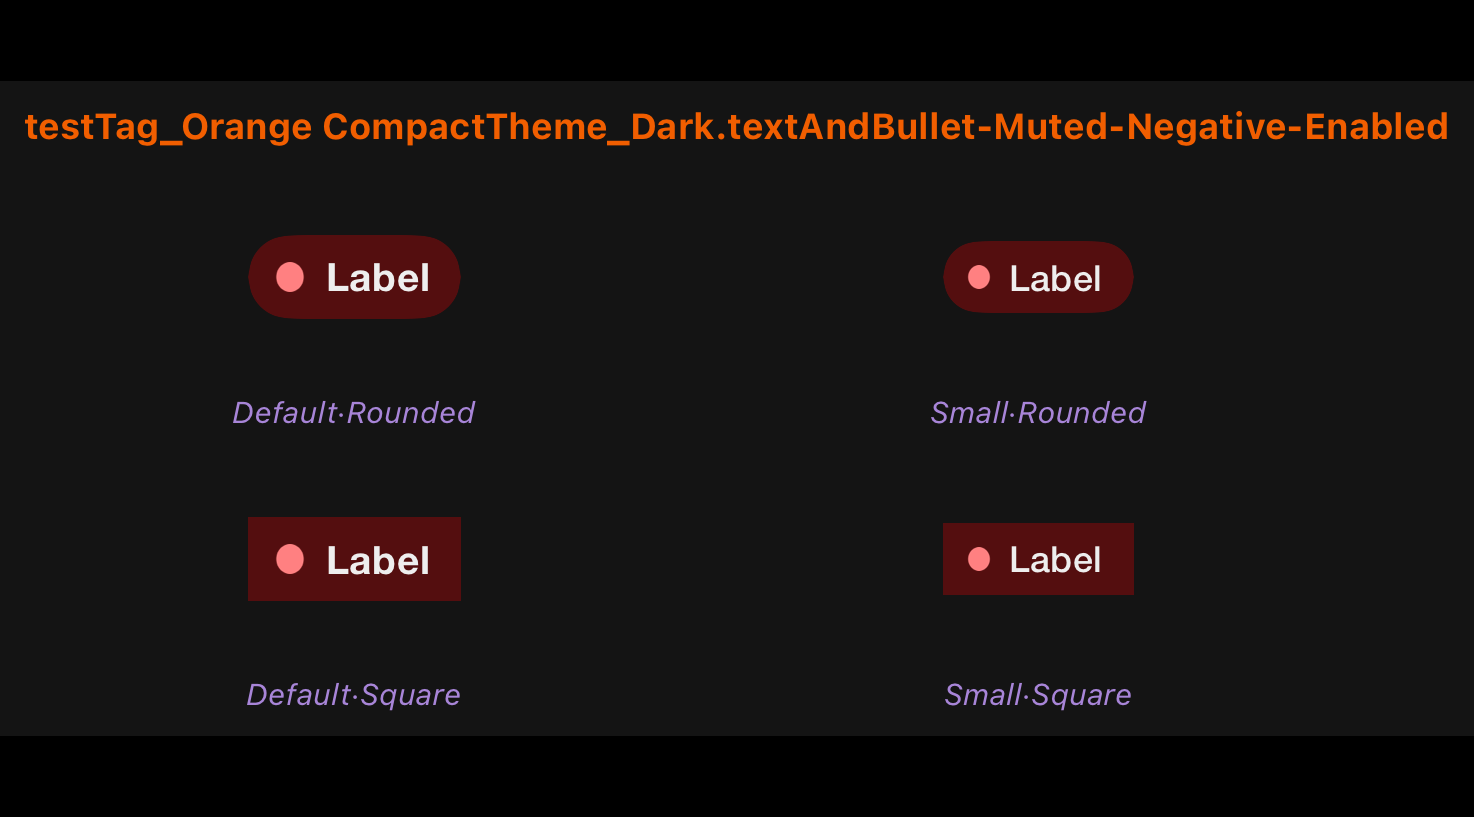 testTag_Orange CompactTheme_Dark.textAndBullet-Muted-Negative-Enabled
Label
Label
Default·Rounded
Small·Rounded
Label
Label
Default·Square
Small·Square